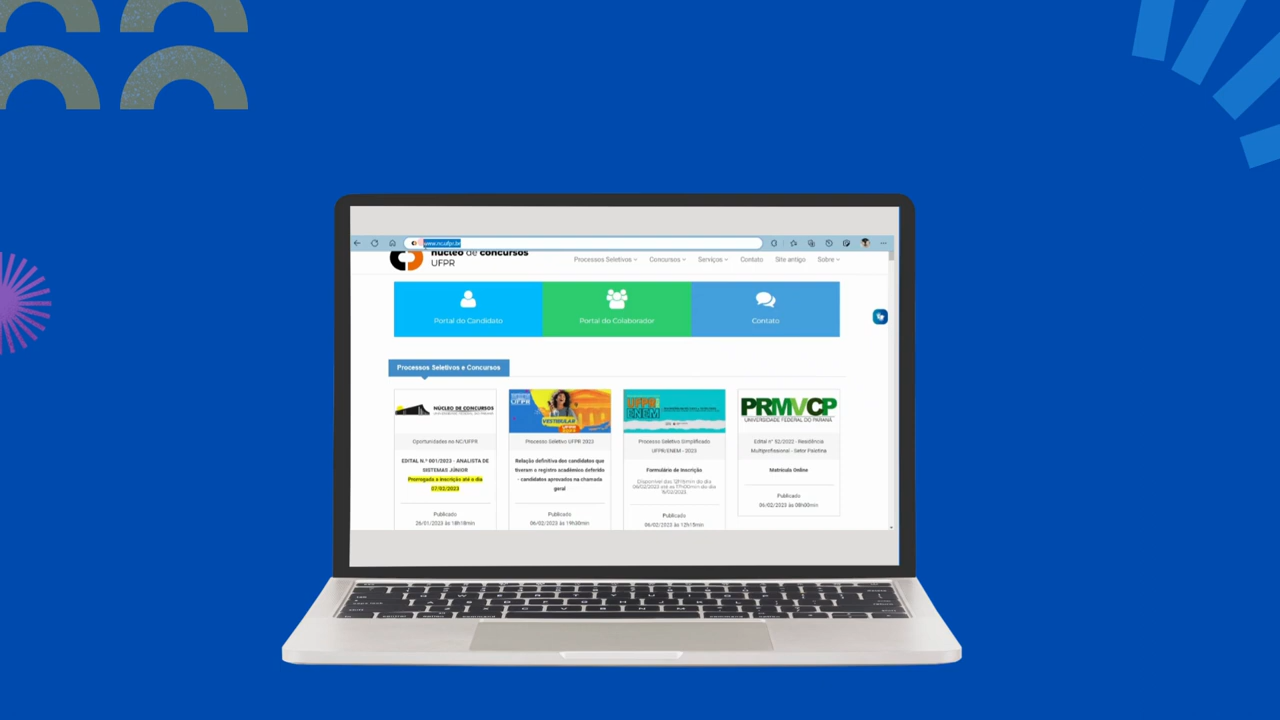 www.nc.ufpr.br
núcleo de concursos
UFPR
Processos Seletivos
Concursos
Serviços
Contato
Site antigo
Sobre
Portal do Candidato
Portal do Colaborador
Contato
Processos Seletivos e Concursos
NÚCLEO DE CONCURSOS
Oportunidades no NC/UFPR
EDITAL N.º 001/2023 - ANALISTA DE
SISTEMAS JÚNIOR
Prorrogada a inscrição até o dia
07/02/2023
Publicado
26/01/2023 às 18h18min
UFPR
VESTIBULAR
Processo Seletivo UFPR 2023
Relação definitiva dos candidatos que
tiveram o registro acadêmico deferido
- candidatos aprovados na chamada
geral
Publicado
06/02/2023 às 19h30min
UFPR
ENEM
Processo Seletivo Simplificado
UFPR/ENEM - 2023
Formulário de Inscrição
Publicado
06/02/2023 às 12h15min
PRMVCP
UNIVERSIDADE FEDERAL DO PARANÁ
Edital nº 52/2022 - Residência
Multiprofissional - Setor Palotina
Matrícula Online
Publicado
06/02/2023 às 08h00min